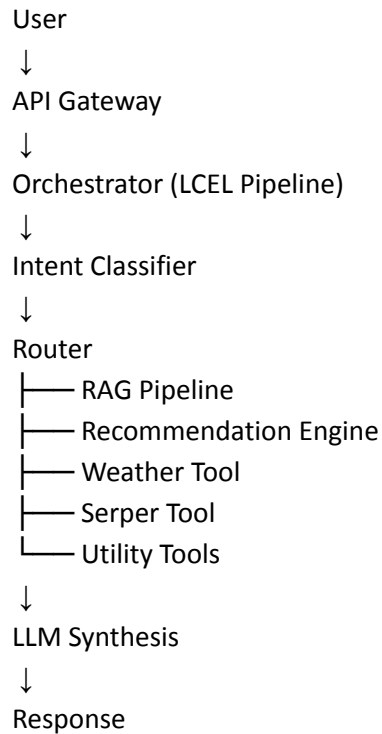 User
↓
API Gateway
↓
Orchestrator (LCEL Pipeline)
↓
Intent Classifier
↓
Router
├── RAG Pipeline
├── Recommendation Engine
├── Weather Tool
├── Serper Tool
└── Utility Tools
↓
LLM Synthesis
↓
Response